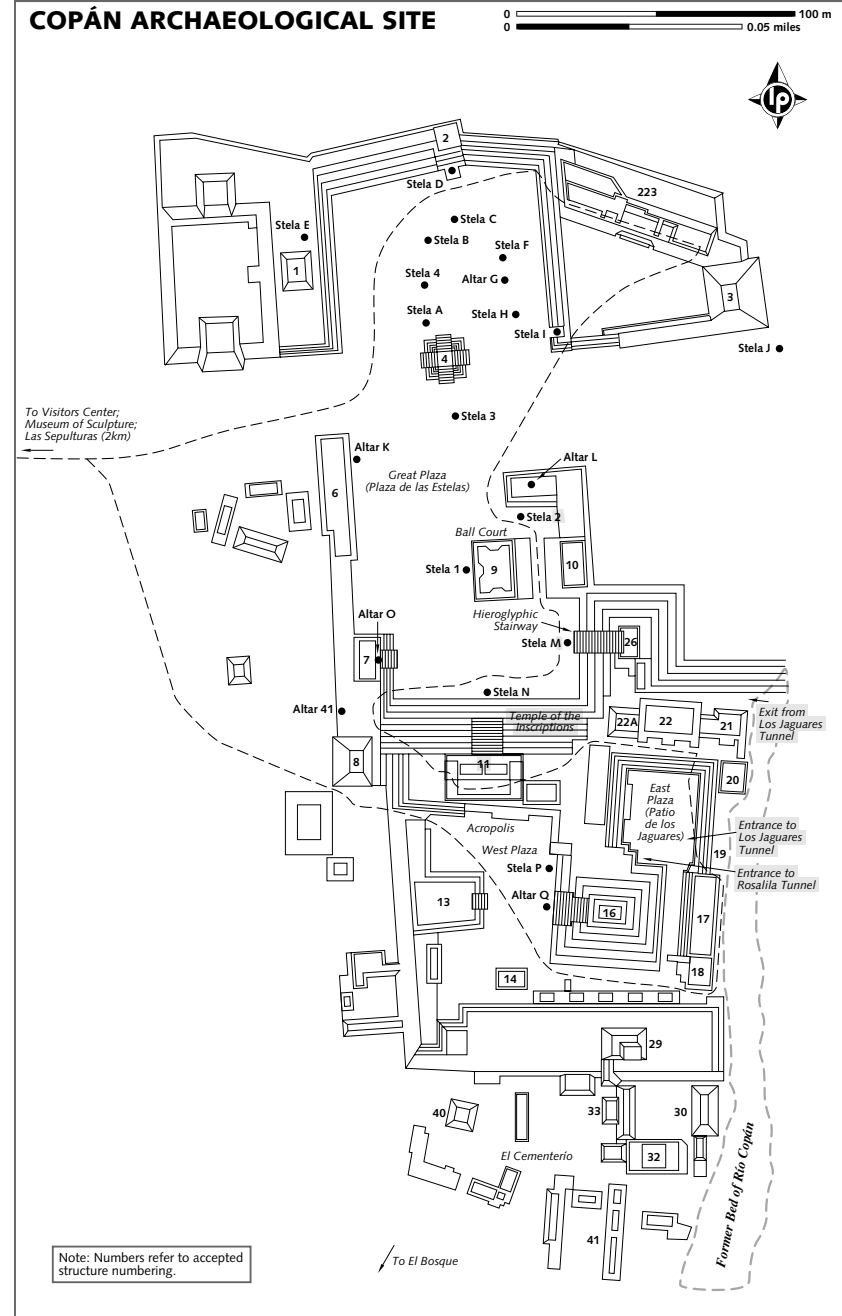 COPÁN ARCHAEOLOGICAL SITE
0
100 m
0
0.05 miles
lp
2
Stela D
223
Stela C
Stela E
Stela B
Stela F
1
Stela 4
Altar G
3
Stela A
Stela H
Stela I
Stela J
4
To Visitors Center;
Museum of Sculpture;
Las Sepulturas (2km)
Stela 3
Altar K
Great Plaza
(Plaza de las Estelas)
Altar L
6
Stela 2
Ball Court
Stela 1
9
10
Hieroglyphic
Stairway
Altar O
Stela M
26
7
Stela N
Altar 41
Temple of the
Inscriptions
22A
22
21
Exit from
Los Jaguares
Tunnel
8
11
20
East
Plaza
(Patio
de los
Jaguares)
Acropolis
Entrance to
Los Jaguares
Tunnel
West Plaza
19
Stela P
Entrance to
Rosalila Tunnel
13
Altar Q
16
17
14
18
29
40
33
30
El Cementerío
32
Former Bed of Río Copán
41
To El Bosque
Note: Numbers refer to accepted
structure numbering.